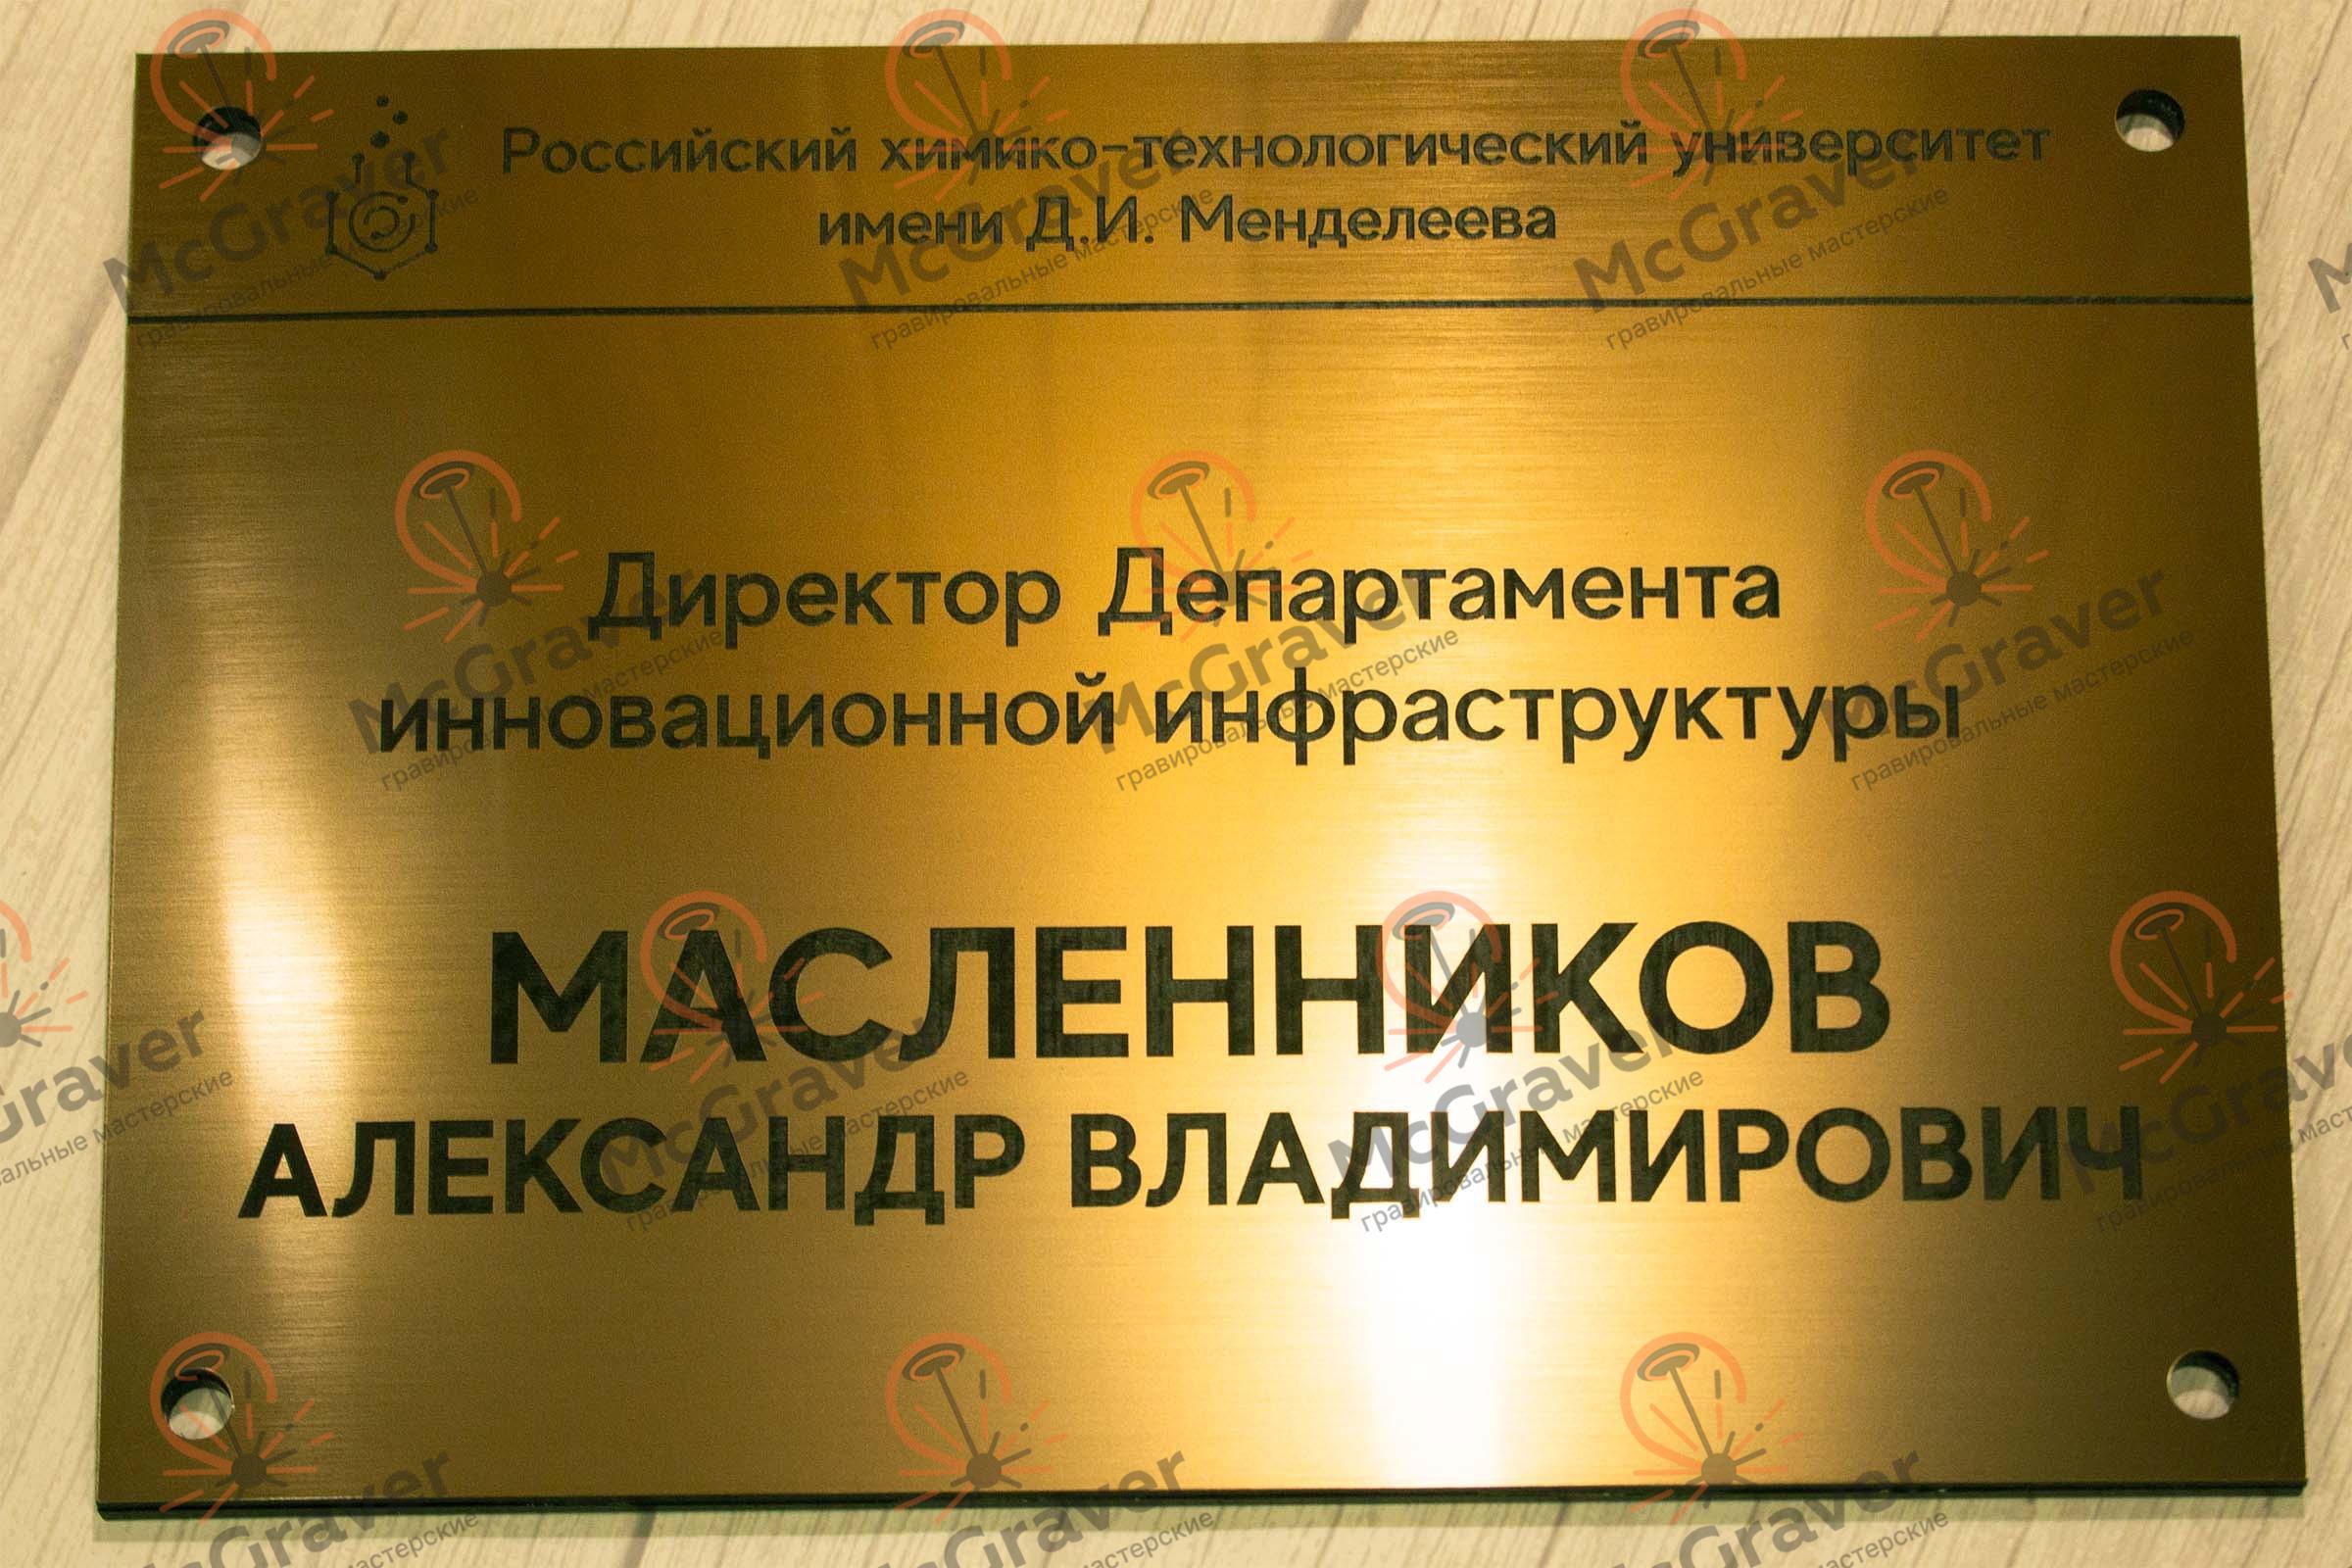 Российский химико-технологический университет
имени Д.И. Менделеева
Директор Департамента
инновационной инфраструктуры
МАСЛЕННИКОВ
АЛЕКСАНДР ВЛАДИМИРОВИЧ
McGraver
гравировальные мастерские